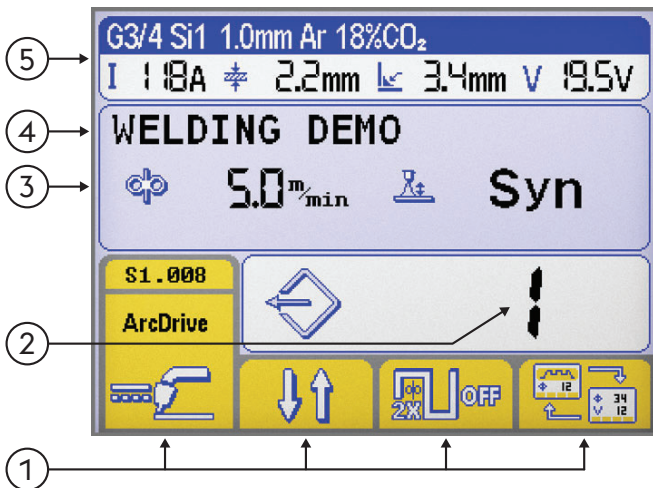 G3/4 Si1 1.0mm Ar 18%CO₂
5
I 118A 2.2mm 3.4mm V 19.5V
4
WELDING DEMO
3
5.0 m/min Syn
S1.008
ArcDrive
1
2
2X OFF
12 34
V 12
1